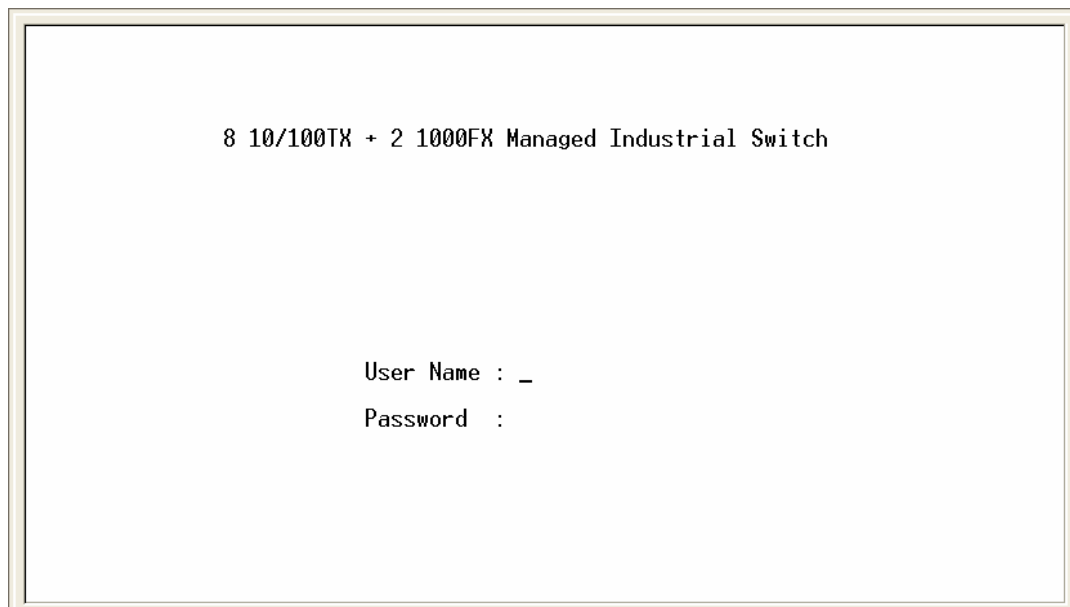 8 10/100TX + 2 1000FX Managed Industrial Switch
User Name : _
Password :